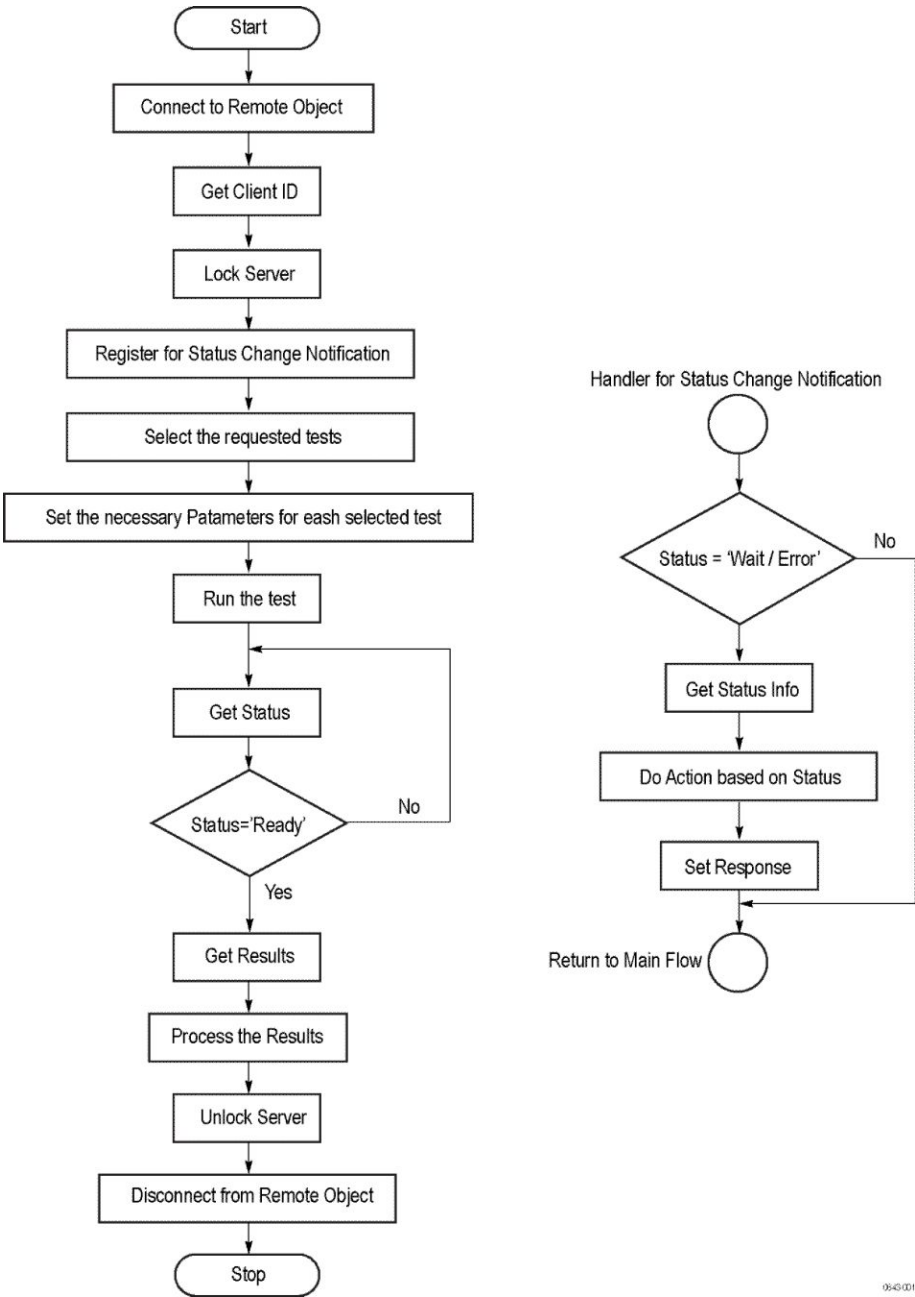 Start
Connect to Remote Object
Get Client ID
Lock Server
Register for Status Change Notification
Select the requested tests
Set the necessary Patameters for eash selected test
Run the test
Get Status
Status='Ready'
No
Yes
Get Results
Process the Results
Unlock Server
Disconnect from Remote Object
Stop
Handler for Status Change Notification
Status = 'Wait / Error'
No
Get Status Info
Do Action based on Status
Set Response
Return to Main Flow